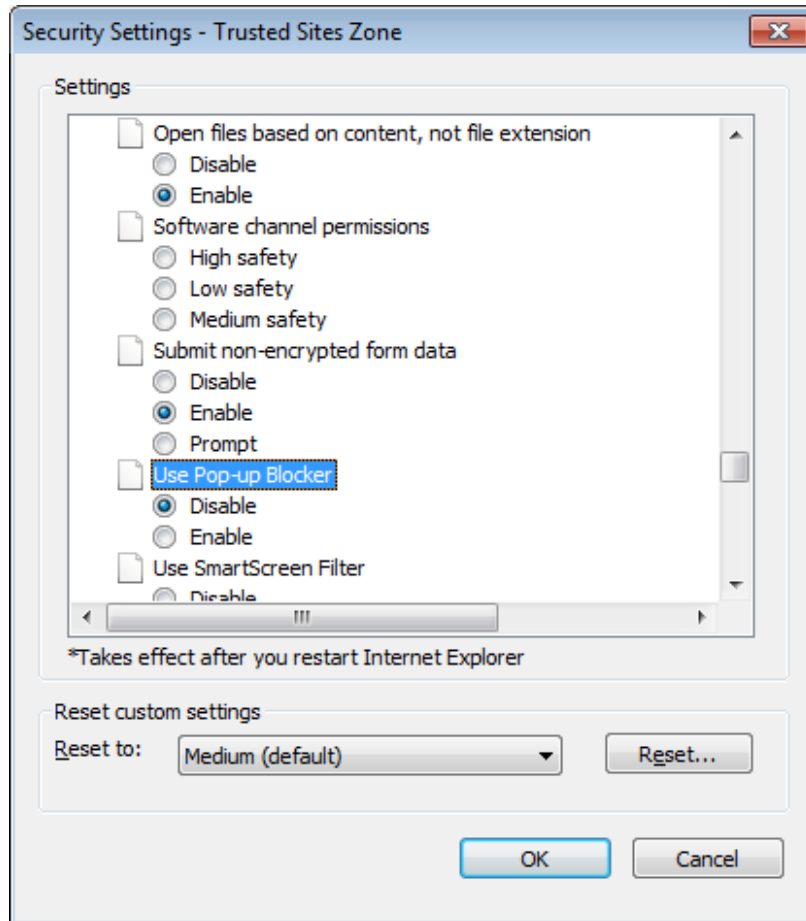 Security Settings - Trusted Sites Zone
Settings
Open files based on content, not file extension
Disable
Enable
Software channel permissions
High safety
Low safety
Medium safety
Submit non-encrypted form data
Disable
Enable
Prompt
Use Pop-up Blocker
Disable
Enable
Use SmartScreen Filter
Disable
*Takes effect after you restart Internet Explorer
Reset custom settings
Reset to: Medium (default) Reset...
OK Cancel